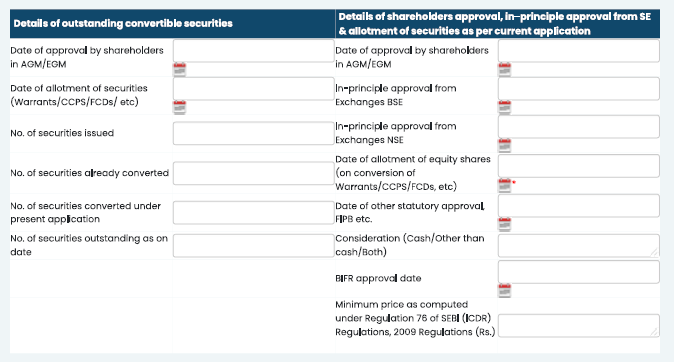 Details of outstanding convertible securities
Details of shareholders approval, in-principle approval from SE
& allotment of securities as per current application
Date of approval by shareholders
in AGM/EGM
Date of approval by shareholders
in AGM/EGM
Date of allotment of securities
(Warrants/CCPS/FCDs/ etc)
In-principle approval from
Exchanges BSE
No. of securities issued
In-principle approval from
Exchanges NSE
No. of securities already converted
Date of allotment of equity shares
(on conversion of
Warrants/CCPS/FCDs, etc)
*
No. of securities converted under
present application
Date of other statutory approval,
FIPB etc.
No. of securities outstanding as on
date
Consideration (Cash/Other than
cash/Both)
BIFR approval date
Minimum price as computed
under Regulation 76 of SEBI (ICDR)
Regulations, 2009 Regulations (Rs.)